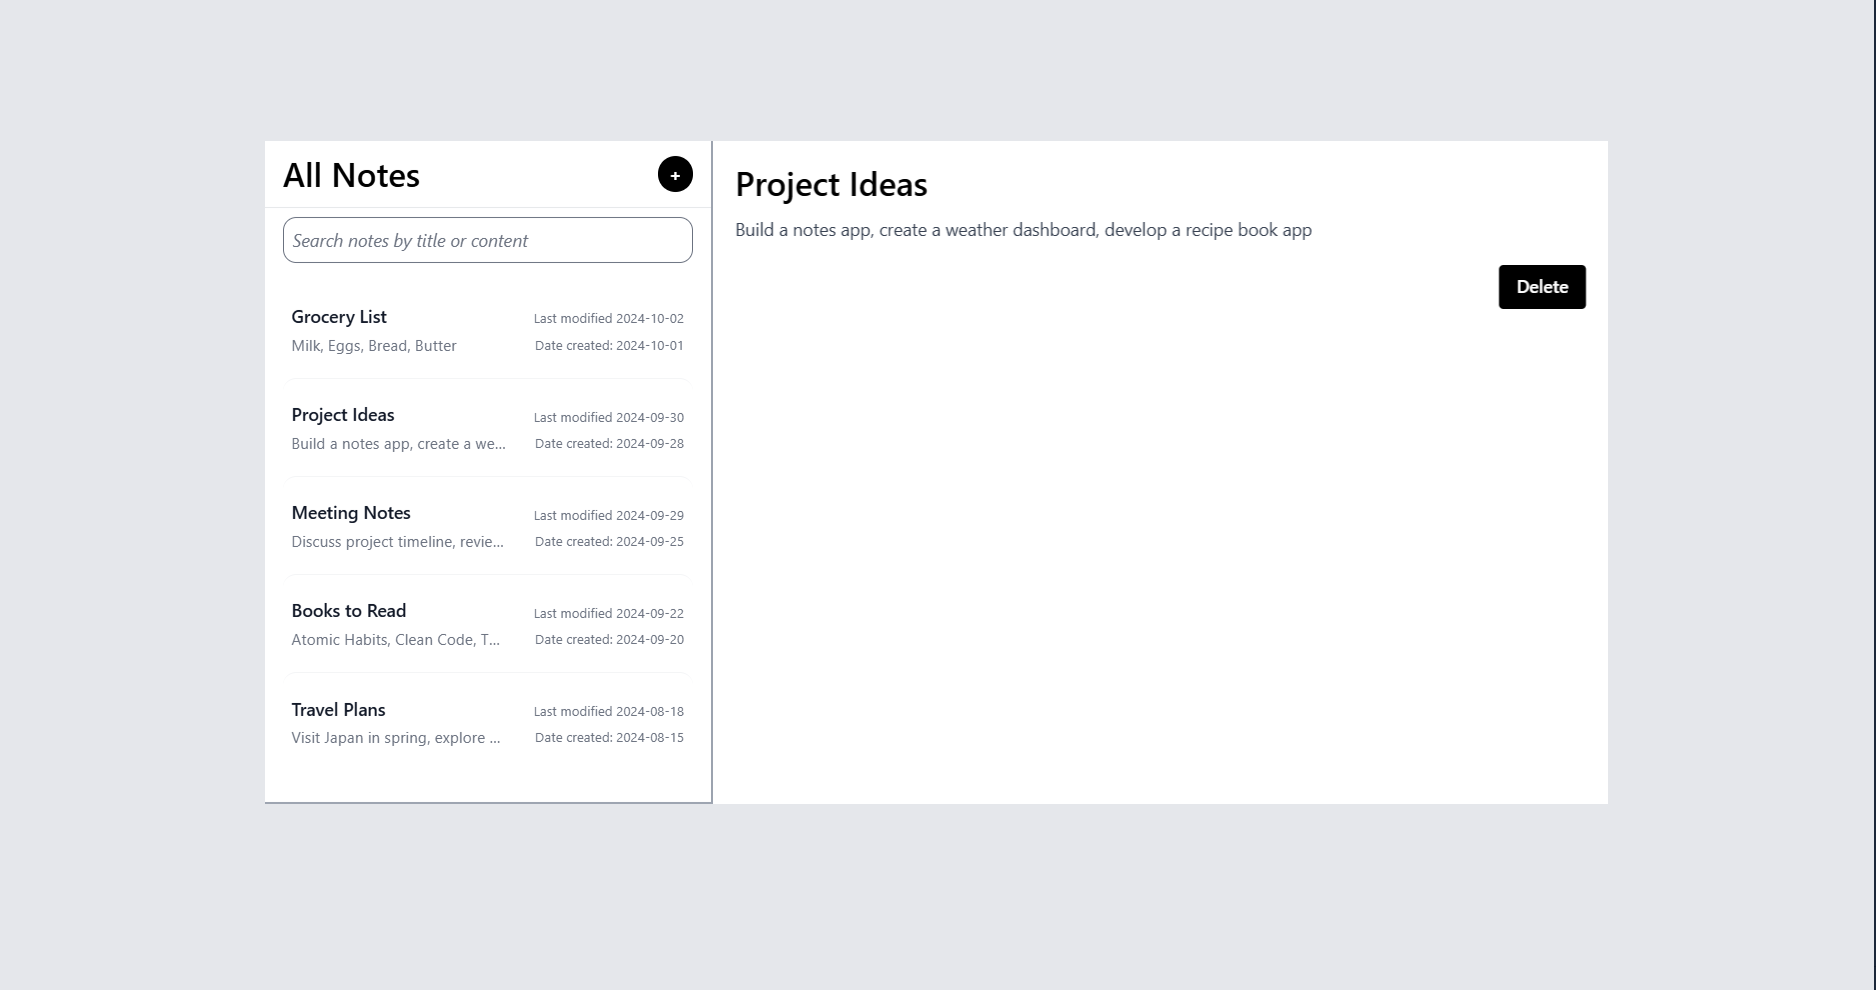 All Notes
+
Search notes by title or content
Grocery List
Last modified 2024-10-02
Milk, Eggs, Bread, Butter
Date created: 2024-10-01
Project Ideas
Last modified 2024-09-30
Build a notes app, create a we...
Date created: 2024-09-28
Meeting Notes
Last modified 2024-09-29
Discuss project timeline, revie...
Date created: 2024-09-25
Books to Read
Last modified 2024-09-22
Atomic Habits, Clean Code, T...
Date created: 2024-09-20
Travel Plans
Last modified 2024-08-18
Visit Japan in spring, explore ...
Date created: 2024-08-15
Project Ideas
Build a notes app, create a weather dashboard, develop a recipe book app
Delete